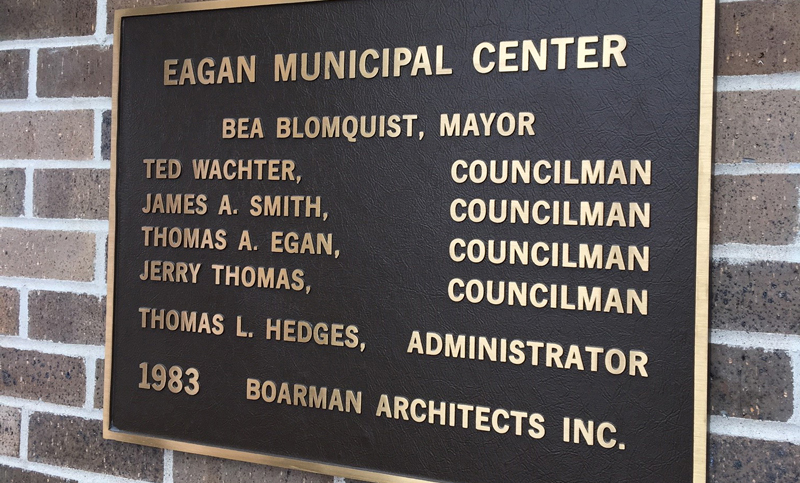 EAGAN MUNICIPAL CENTER
BEA BLOMQUIST, MAYOR
TED WACHTER, COUNCILMAN
JAMES A. SMITH, COUNCILMAN
THOMAS A. EGAN, COUNCILMAN
JERRY THOMAS, COUNCILMAN
THOMAS L. HEDGES, ADMINISTRATOR
1983 BOARMAN ARCHITECTS INC.